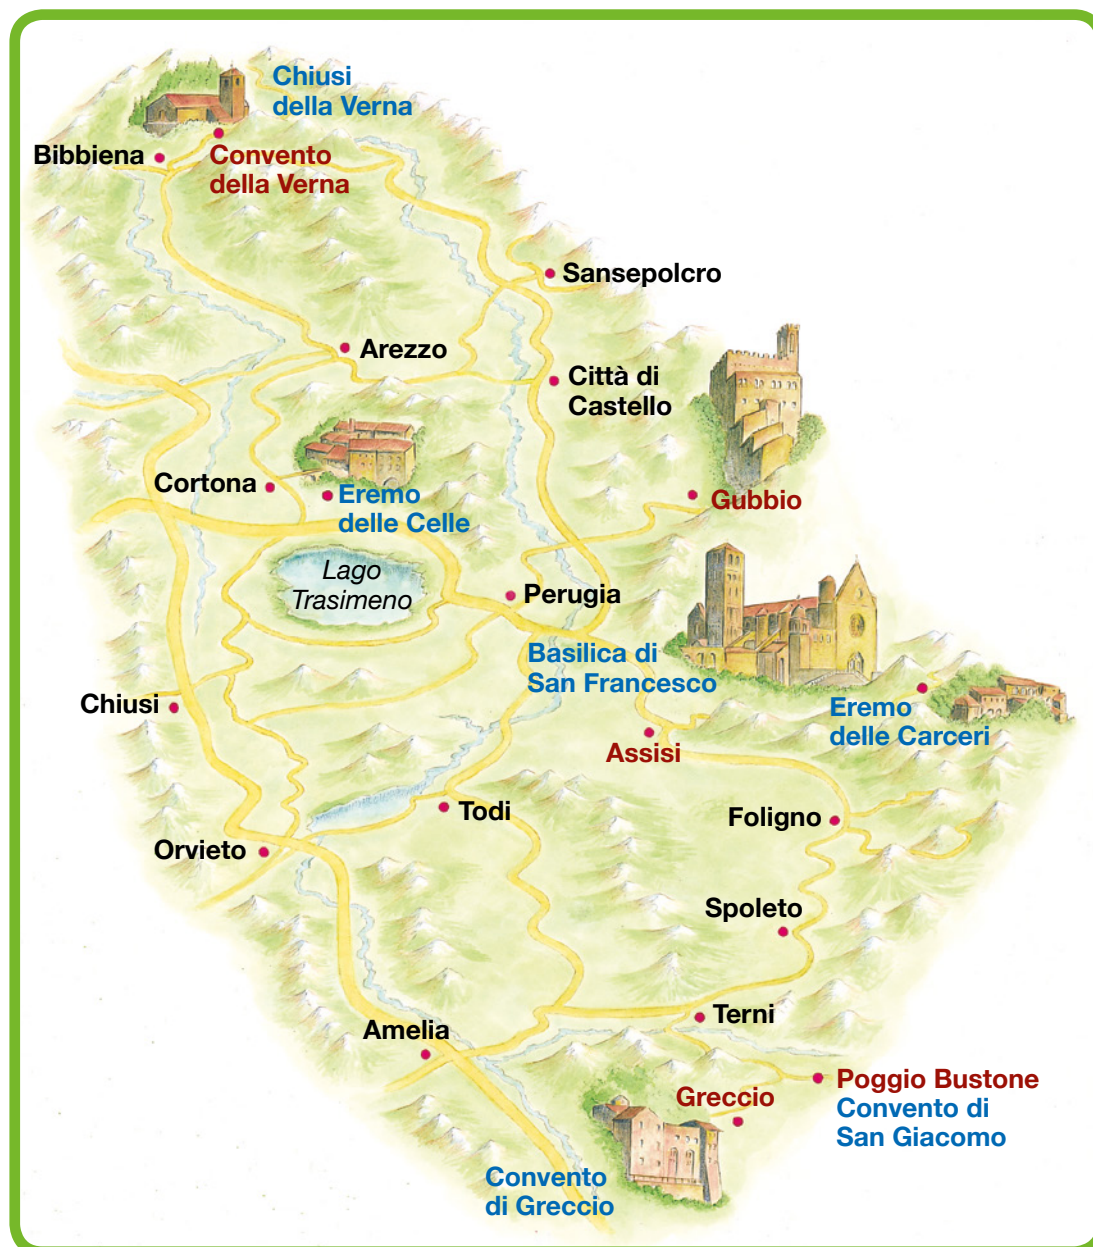 Chiusi
della Verna
Bibbiena
Convento
della Verna
Sansepolcro
Arezzo
Città di
Castello
Cortona
Eremo
delle Celle
Gubbio
Lago
Trasimeno
Perugia
Basilica di
San Francesco
Chiusi
Eremo
delle Carceri
Assisi
Todi
Foligno
Orvieto
Spoleto
Terni
Amelia
Poggio Bustone
Convento di
San Giacomo
Greccio
Convento
di Greccio